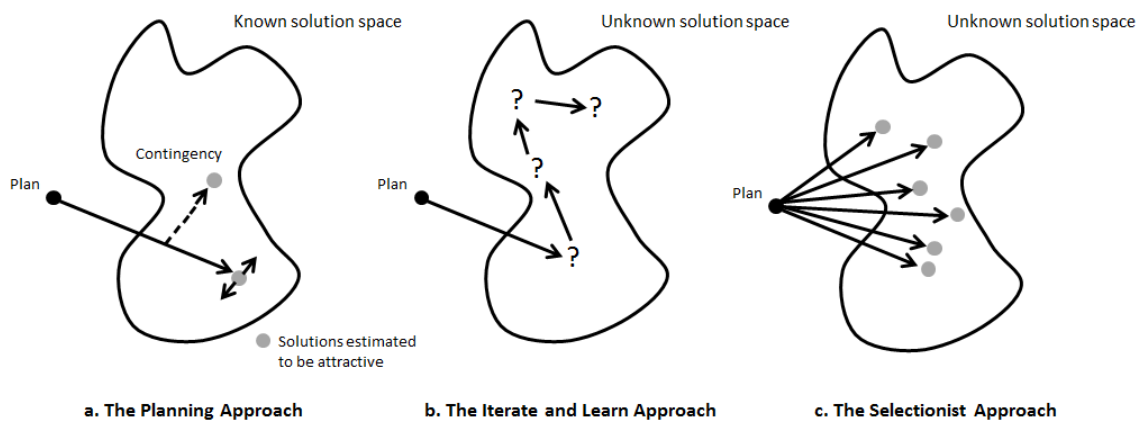 Known solution space
Contingency
Plan
Solutions estimated
to be attractive
a. The Planning Approach
Unknown solution space
?
?
?
?
Plan
b. The Iterate and Learn Approach
Unknown solution space
Plan
c. The Selectionist Approach